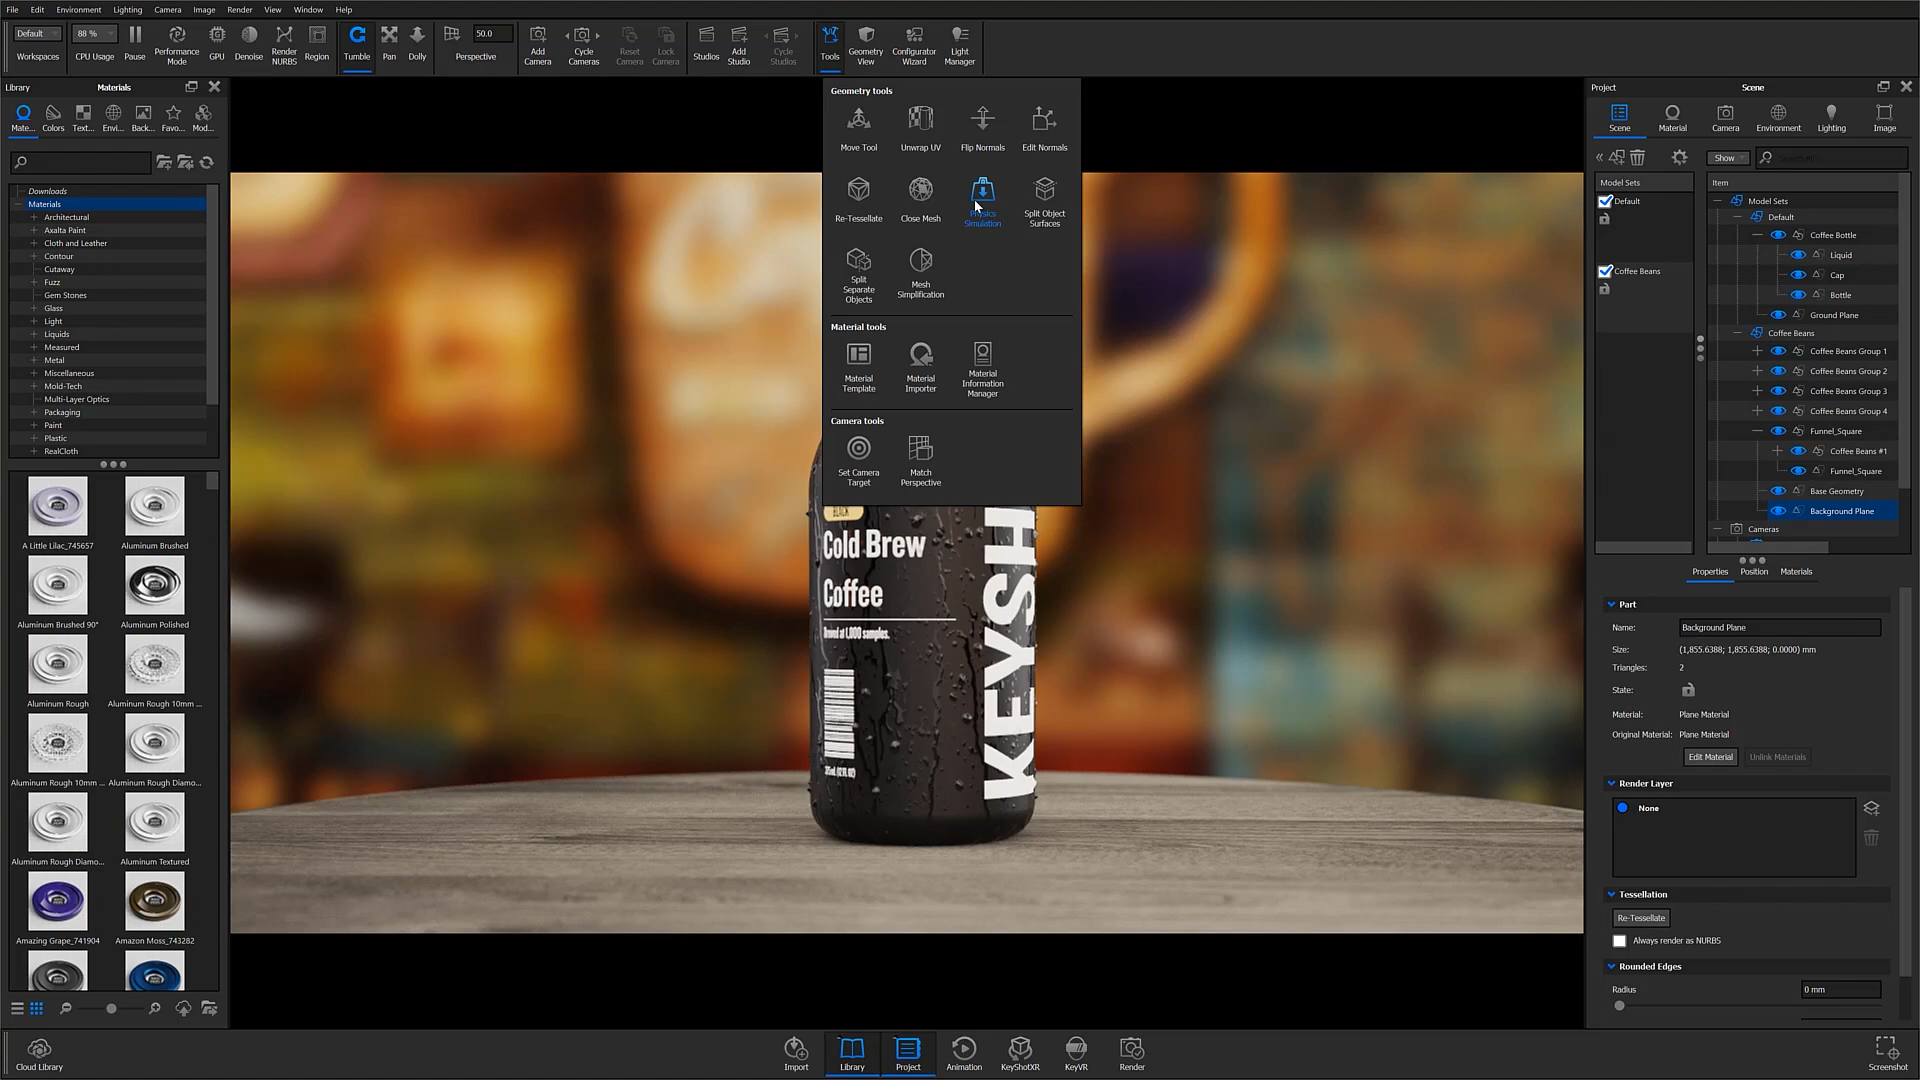 File Edit Environment Lighting Camera Image Render View Window Help
Default 88 % 50.0
Workspaces CPU Usage Pause Performance Mode GPU Denoise Render NURBS Region Tumble Pan Dolly Perspective Add Camera Cycle Cameras Reset Camera Lock Camera Studios Add Studio Cycle Studios Tools Geometry View Configurator Wizard Light Manager
Library Materials
Mate... Colors Text... Envi... Back... Favo... Mod...
Downloads
Materials
Architectural
Axalta Paint
Cloth and Leather
Contour
Cutaway
Fuzz
Gem Stones
Glass
Light
Liquids
Measured
Metal
Miscellaneous
Mold-Tech
Multi-Layer Optics
Packaging
Paint
Plastic
RealCloth
A Little Lilac_745657 Aluminum Brushed
Aluminum Brushed 90° Aluminum Polished
Aluminum Rough Aluminum Rough 10mm ...
Aluminum Rough 10mm ... Aluminum Rough Diamo...
Aluminum Rough Diamo... Aluminum Textured
Amazing Grape_741904 Amazon Moss_743282
Geometry tools
Move Tool Unwrap UV Flip Normals Edit Normals
Re-Tessellate Close Mesh Physics Simulation Split Object Surfaces
Split Separate Objects Mesh Simplification
Material tools
Material Template Material Importer Material Information Manager
Camera tools
Set Camera Target Match Perspective
BLACK
Cold Brew
Coffee
KEYSH
Project Scene
Scene Material Camera Environment Lighting Image
Show
Model Sets Item
Default
Coffee Beans
Model Sets
Default
Coffee Bottle
Liquid
Cap
Bottle
Ground Plane
Coffee Beans
Coffee Beans Group 1
Coffee Beans Group 2
Coffee Beans Group 3
Coffee Beans Group 4
Funnel_Square
Coffee Beans #1
Funnel_Square
Base Geometry
Background Plane
Cameras
Properties Position Materials
Part
Name: Background Plane
Size: (1,855.6388; 1,855.6388; 0.0000) mm
Triangles: 2
State:
Material: Plane Material
Original Material: Plane Material
Edit Material Unlink Materials
Render Layer
None
Tessellation
Re-Tessellate
Always render as NURBS
Rounded Edges
Radius 0 mm
Cloud Library Import Library Project Animation KeyShotXR KeyVR Render Screenshot